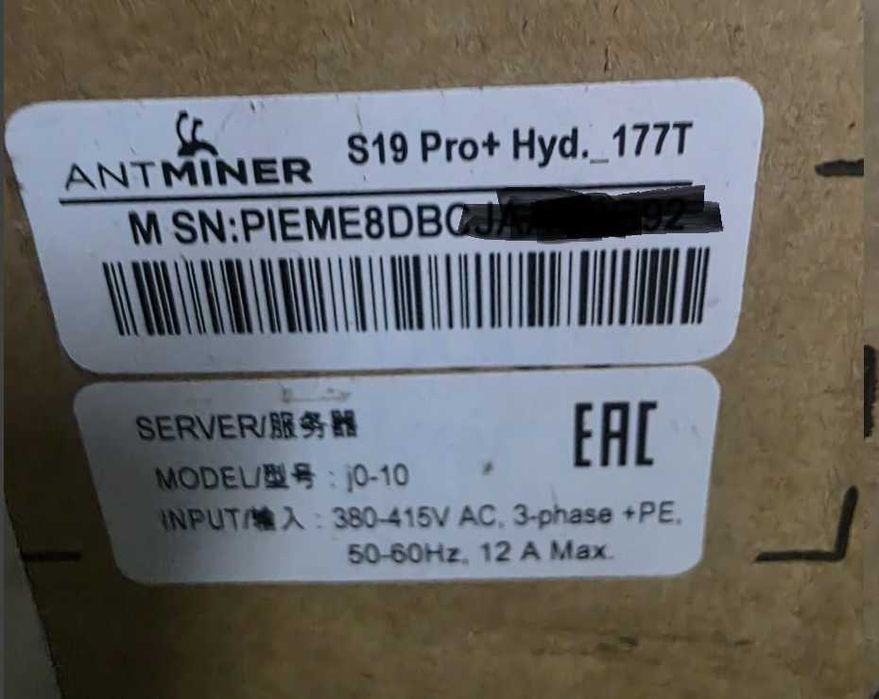 ANTMINER S19 Pro+ Hyd._177T
M SN:PIEME8DBC
SERVER/服务器
EAC
MODEL/型号 : j0-10
INPUT/输入 : 380-415V AC, 3-phase +PE,
50-60Hz, 12 A Max.